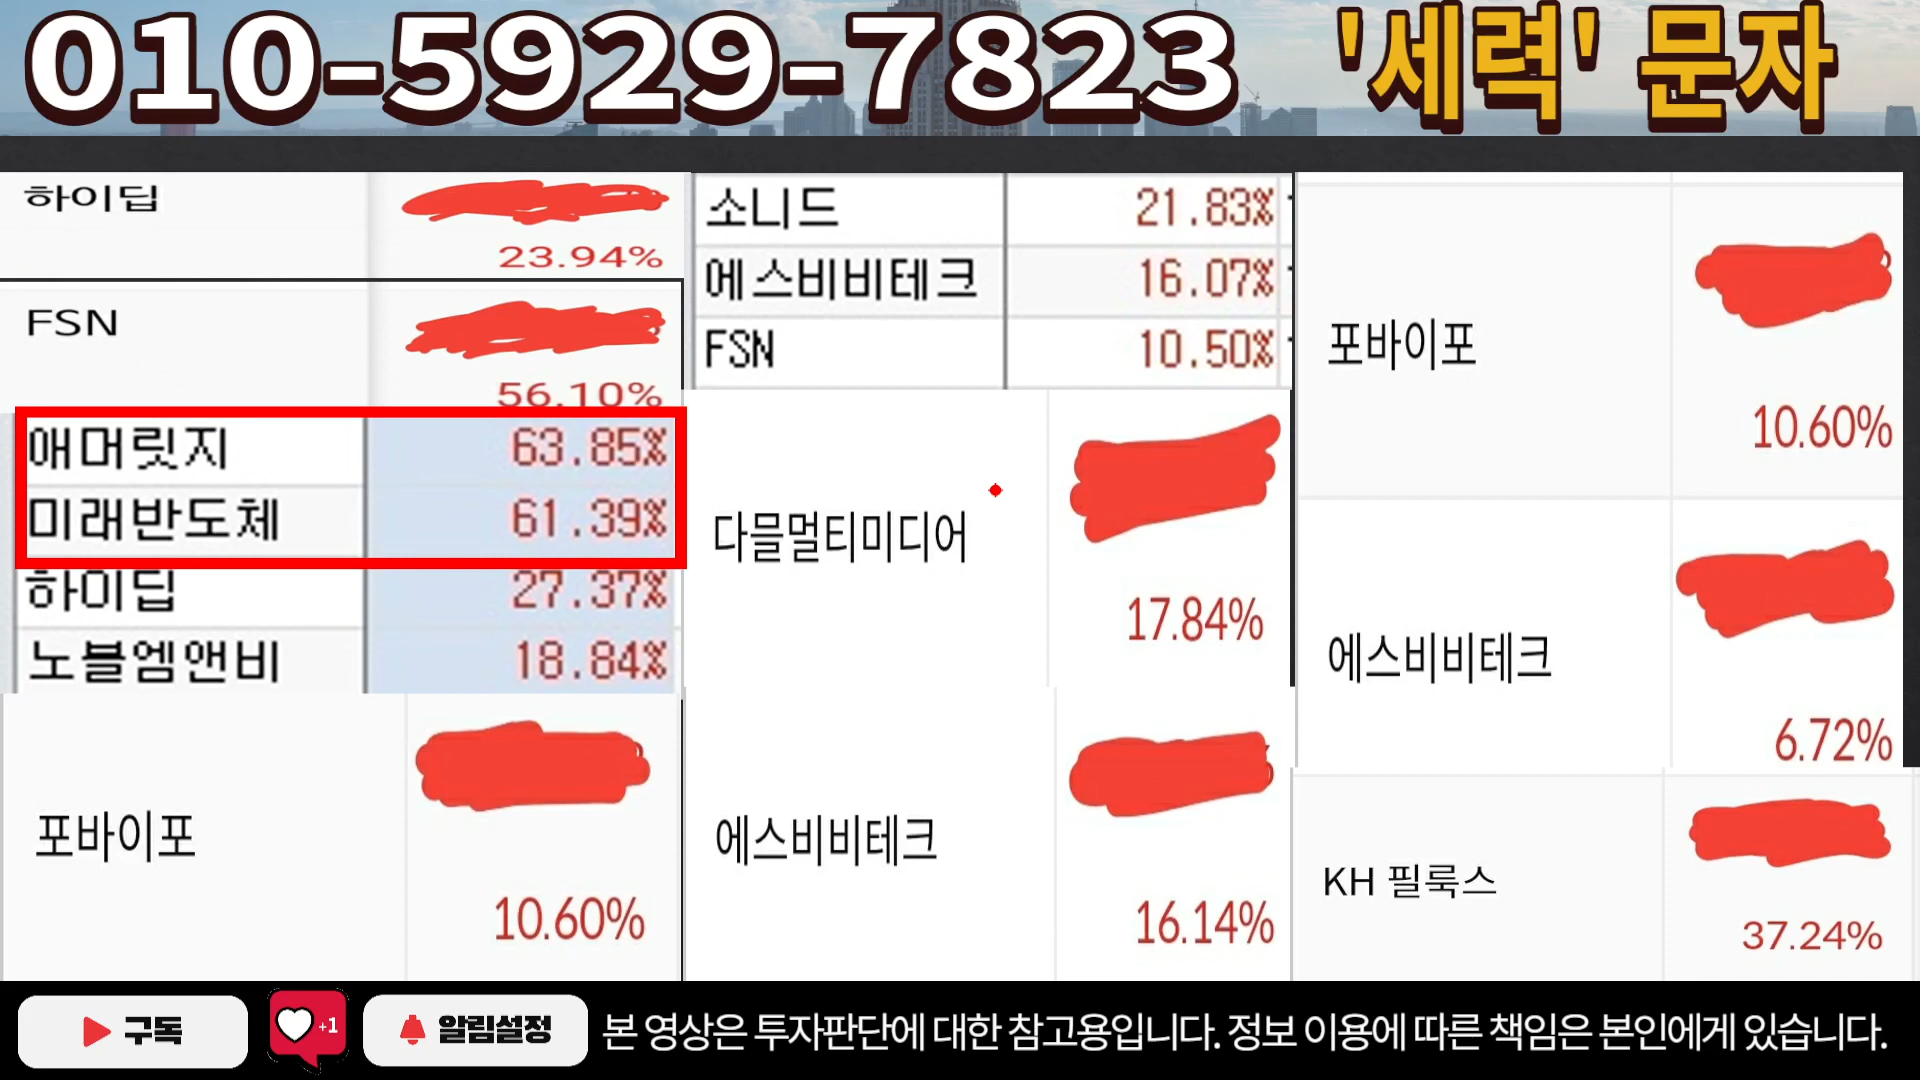 010-5929-7823 '세력' 문자
하이딥
23.94%
FSN
56.10%
애머릿지 63.85%
미래반도체 61.39%
하이딥 27.37%
노블엠앤비 18.84%
포바이포
10.60%
소니드 21.83%
에스비비테크 16.07%
FSN 10.50%
다믈멀티미디어
17.84%
에스비비테크
16.14%
포바이포
10.60%
에스비비테크
6.72%
KH 필룩스
37.24%
구독 +1 알림설정 본 영상은 투자판단에 대한 참고용입니다. 정보 이용에 따른 책임은 본인에게 있습니다.